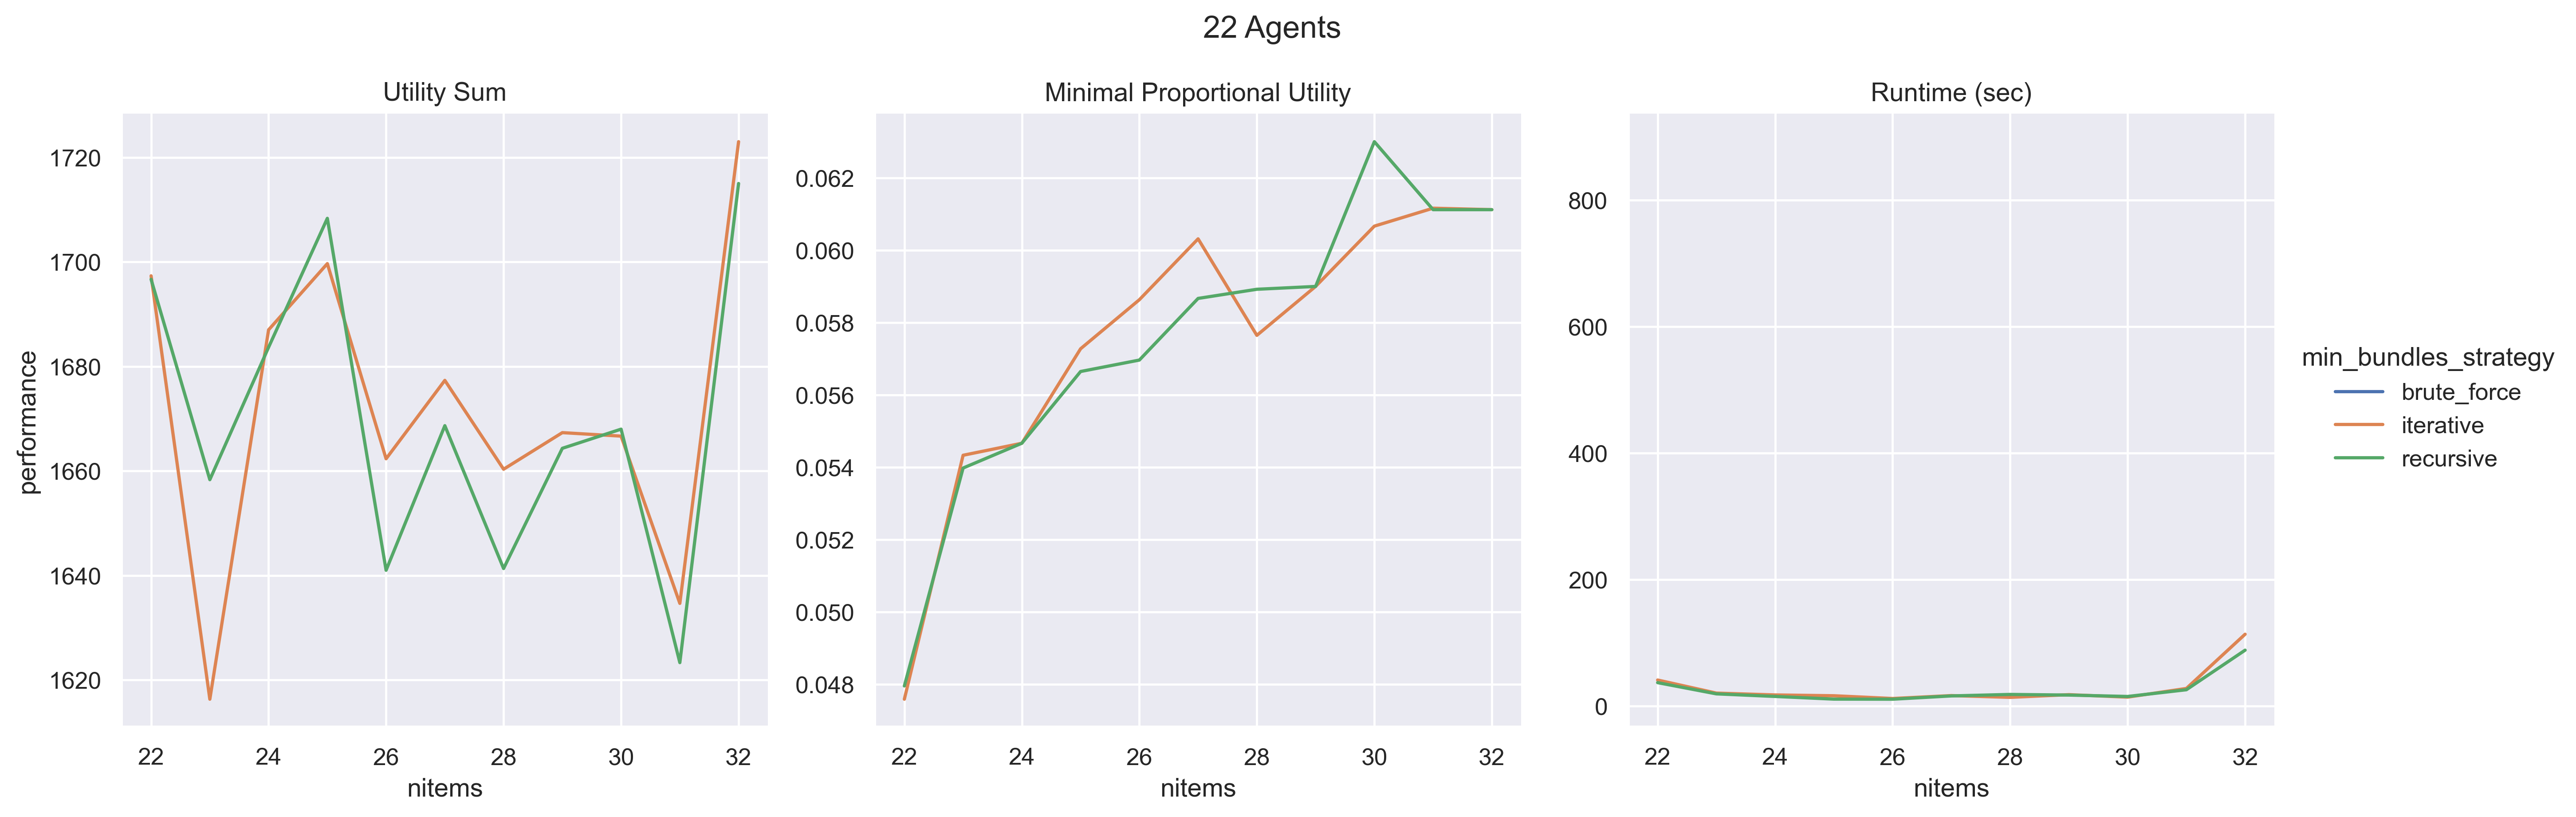 22 Agents
Utility Sum
performance
1720
1700
1680
1660
1640
1620
22 24 26 28 30 32
nitems
Minimal Proportional Utility
0.062
0.060
0.058
0.056
0.054
0.052
0.050
0.048
22 24 26 28 30 32
nitems
Runtime (sec)
800
600
400
200
0
22 24 26 28 30 32
nitems
min_bundles_strategy
brute_force
iterative
recursive